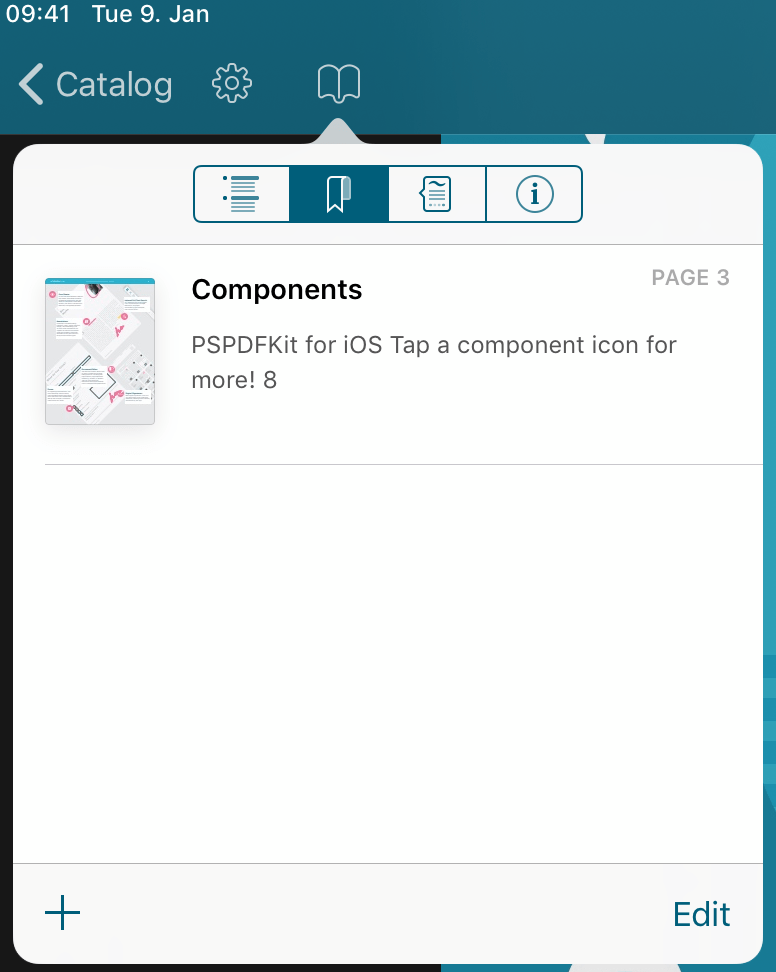 09:41 Tue 9. Jan
Catalog
Components
PAGE 3
PSPDFKit for iOS Tap a component icon for
more! 8
Edit